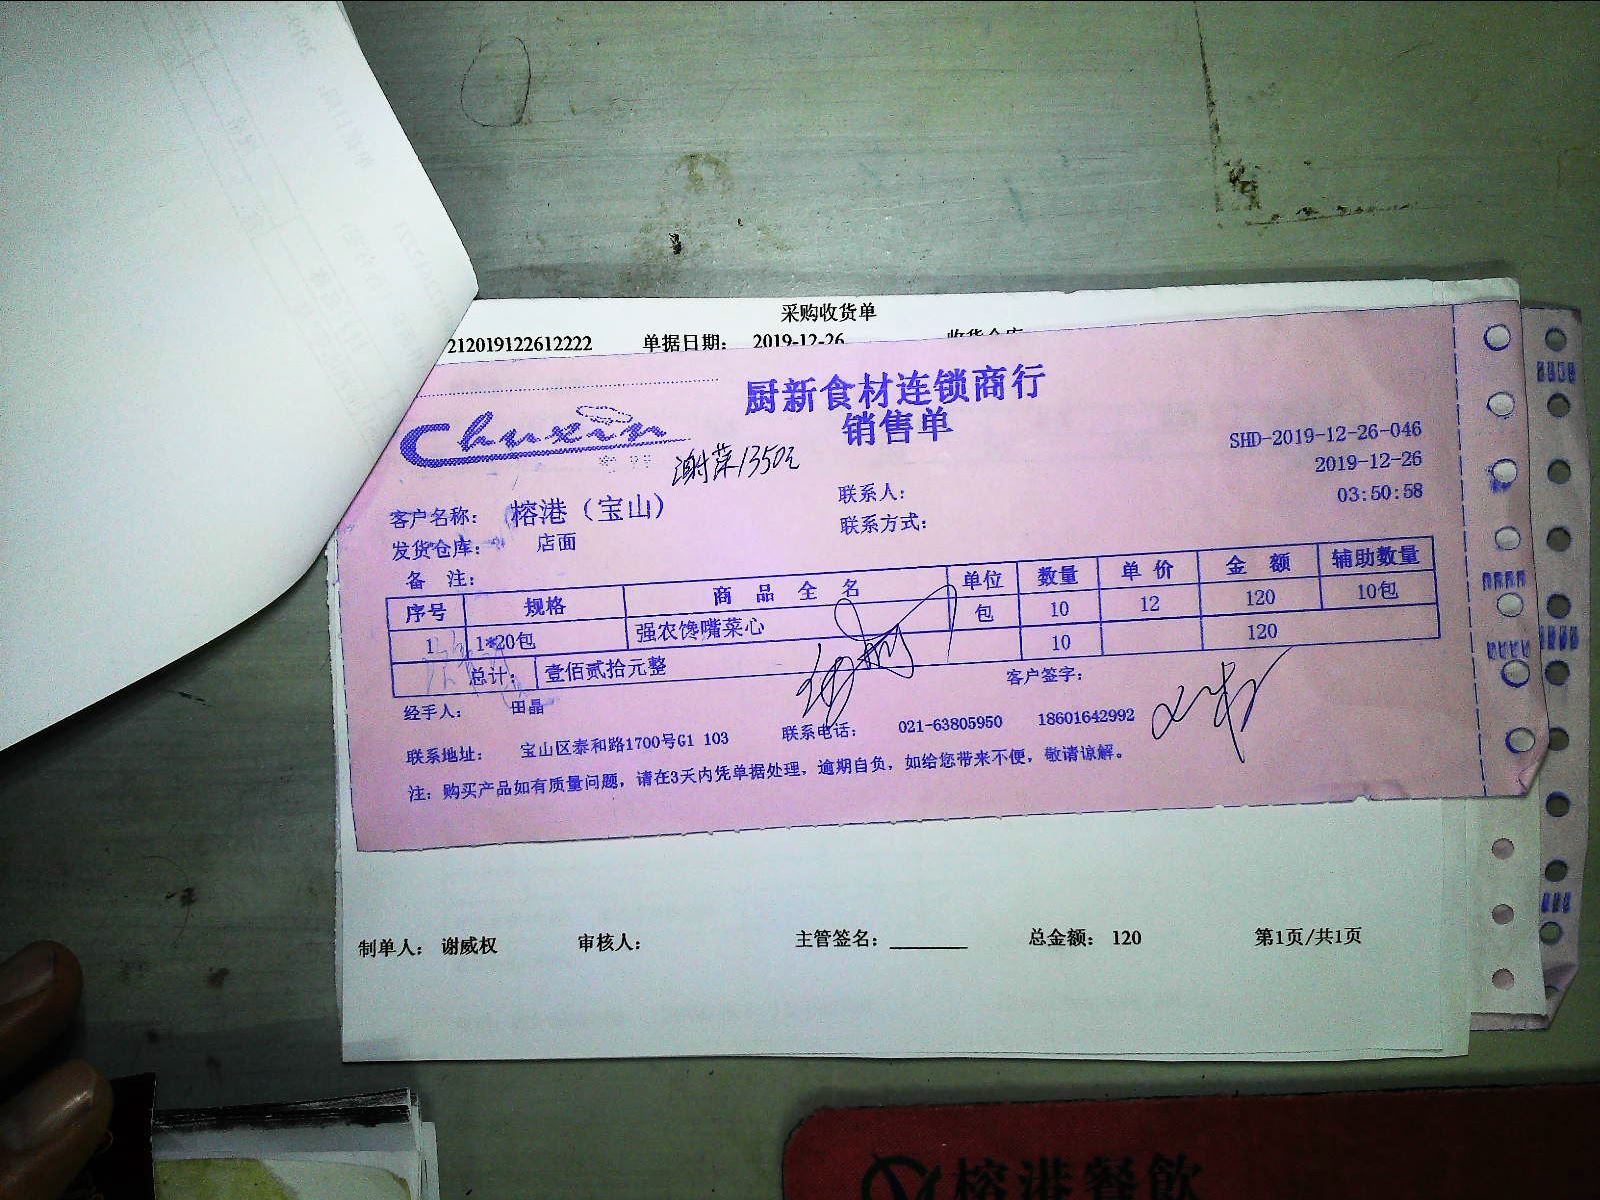 采购收货单
212019122612222 单据日期： 2019-12-26
厨新食材连锁商行
Chuxin 销售单
SHD-2019-12-26-046
2019-12-26
03:50:58
客户名称： 榕港（宝山） 联系人：
发货仓库： 店面 联系方式：
备 注：
序号 规格 商 品 全 名 单位 数量 单 价 金 额 辅助数量
1 1*20包 强农馋嘴菜心 包 10 12 120 10包
总计： 壹佰贰拾元整 10 120
经手人： 田晶 客户签字：
联系地址： 宝山区泰和路1700号G1 103 联系电话： 021-63805950 18601642992
注：购买产品如有质量问题，请在3天内凭单据处理，逾期自负，如给您带来不便，敬请谅解。
制单人： 谢威权 审核人： 主管签名： 总金额： 120 第1页/共1页
榕港餐飲